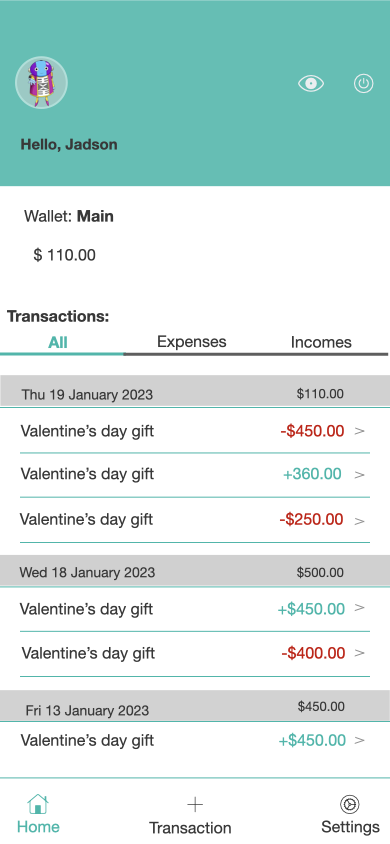 Hello, Jadson
Wallet: Main
$ 110.00
Transactions:
All Expenses Incomes
Thu 19 January 2023 $110.00
Valentine’s day gift -$450.00 >
Valentine’s day gift +360.00 >
Valentine’s day gift -$250.00 >
Wed 18 January 2023 $500.00
Valentine’s day gift +$450.00 >
Valentine’s day gift -$400.00 >
Fri 13 January 2023 $450.00
Valentine’s day gift +$450.00 >
Home Transaction Settings